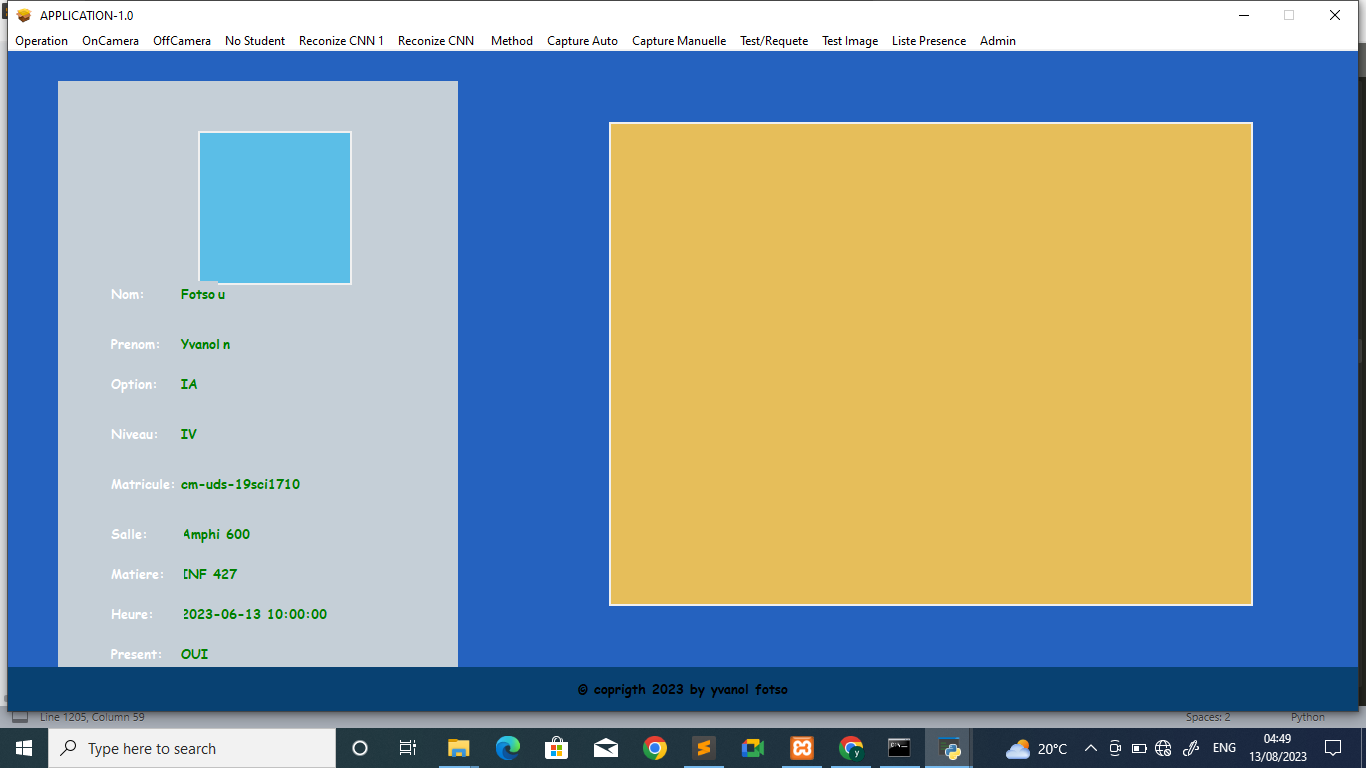 APPLICATION-1.0
Operation OnCamera OffCamera No Student Reconize CNN 1 Reconize CNN Method Capture Auto Capture Manuelle Test/Requete Test Image Liste Presence Admin
Nom: Fotso u
Prenom: Yvanol n
Option: IA
Niveau: IV
Matricule: cm-uds-19sci1710
Salle: Amphi 600
Matiere: INF 427
Heure: 2023-06-13 10:00:00
Present: OUI
© coprigth 2023 by yvanol fotso
Line 1205, Column 59 Spaces: 2 Python
Type here to search 20°C ENG 04:49
13/08/2023